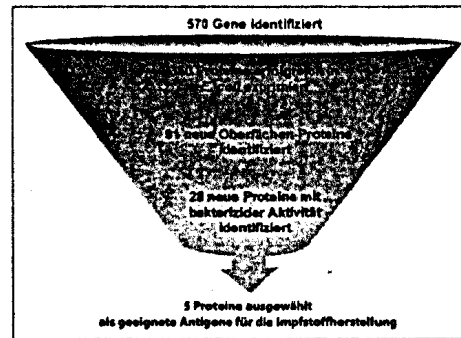 570 Gene identifiziert
neue Oberflächen-Proteine
identifiziert
28 neue Proteine mit
bakterizider Aktivität
identifiziert
5 Proteine ausgewählt
als geeignete Antigene für die Impfstoffherstellung